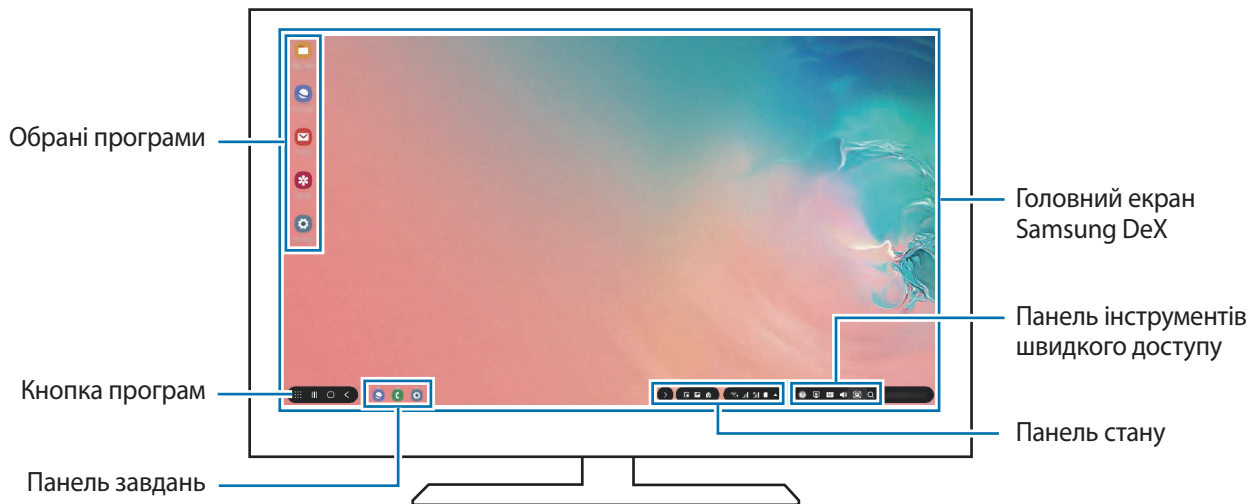 Обрані програми
Головний екран
Samsung DeX
Панель інструментів
швидкого доступу
Кнопка програм
Панель стану
Панель завдань